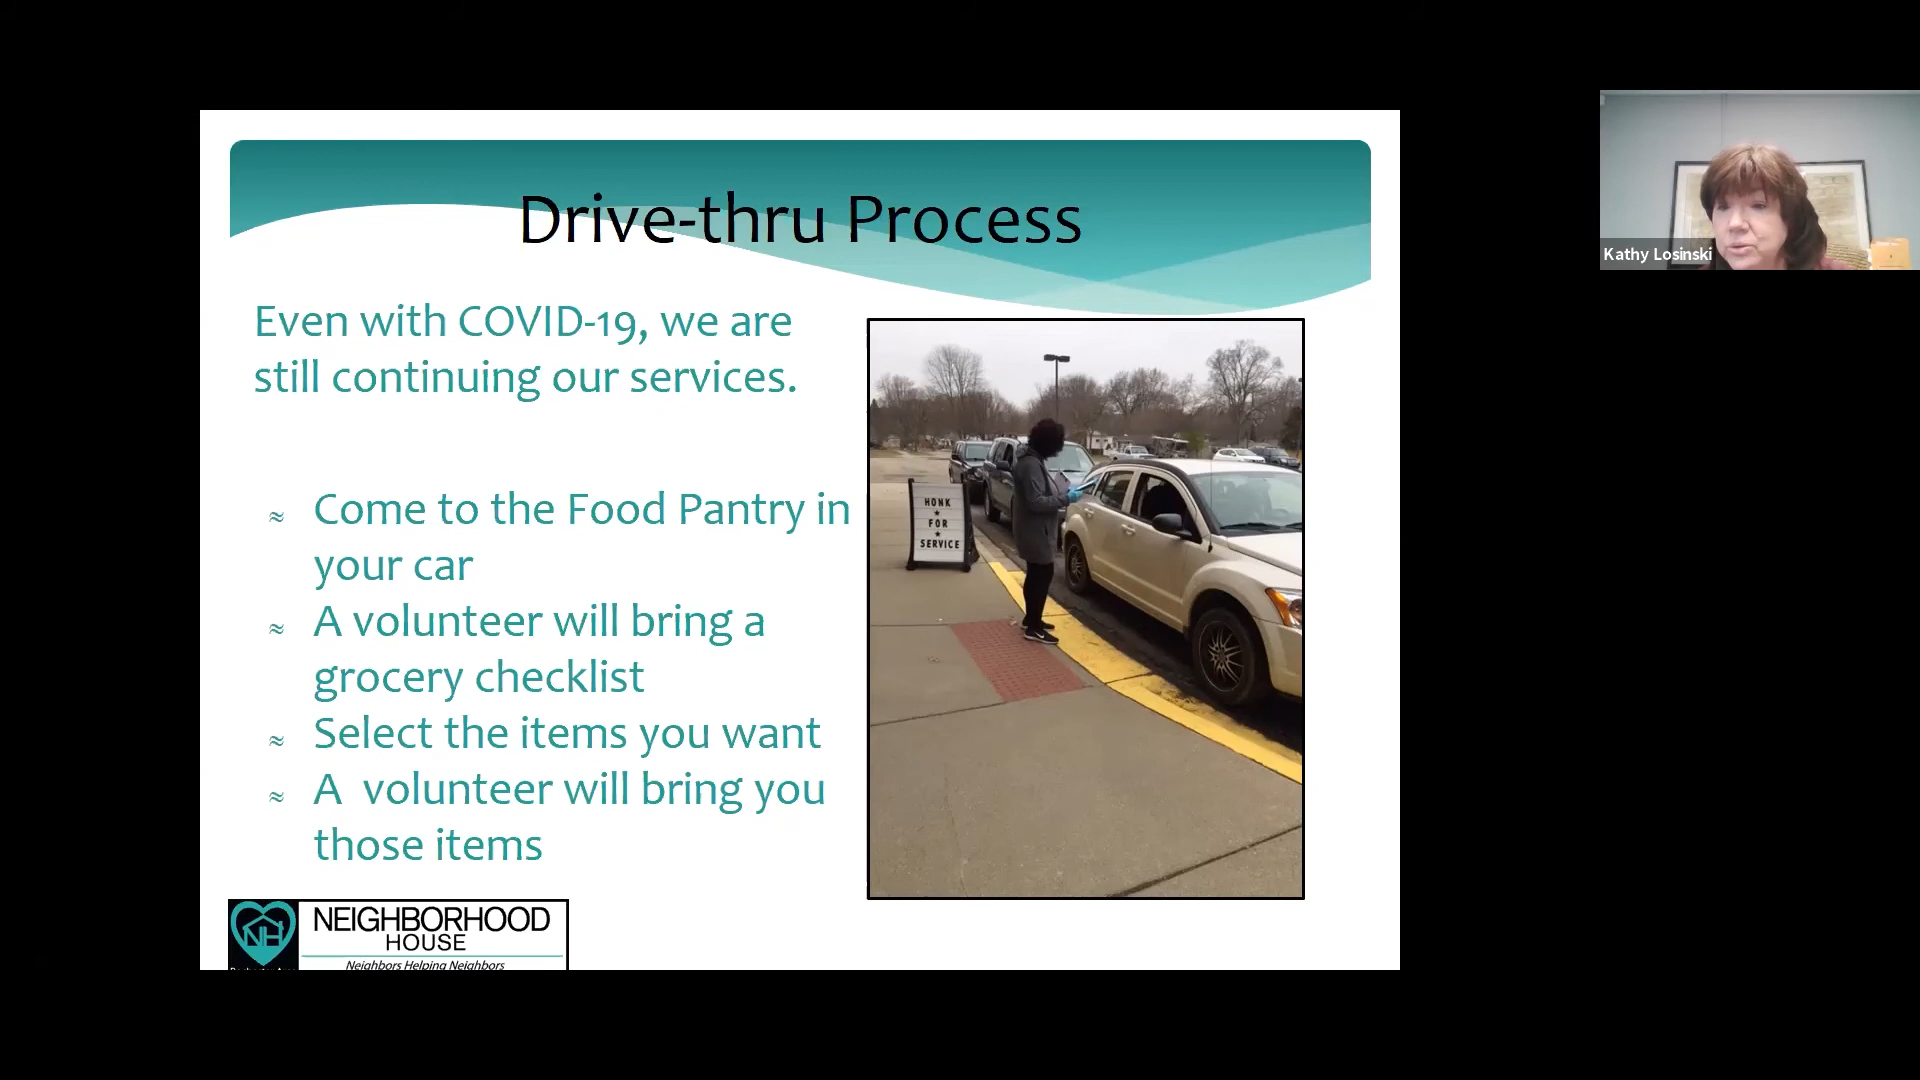 Drive-thru Process
Even with COVID-19, we are
still continuing our services.
≈ Come to the Food Pantry in
your car
≈ A volunteer will bring a
grocery checklist
≈ Select the items you want
≈ A  volunteer will bring you
those items
HONK
★
FOR
★
SERVICE
NH
NEIGHBORHOOD
HOUSE
Neighbors Helping Neighbors
Kathy Losinski